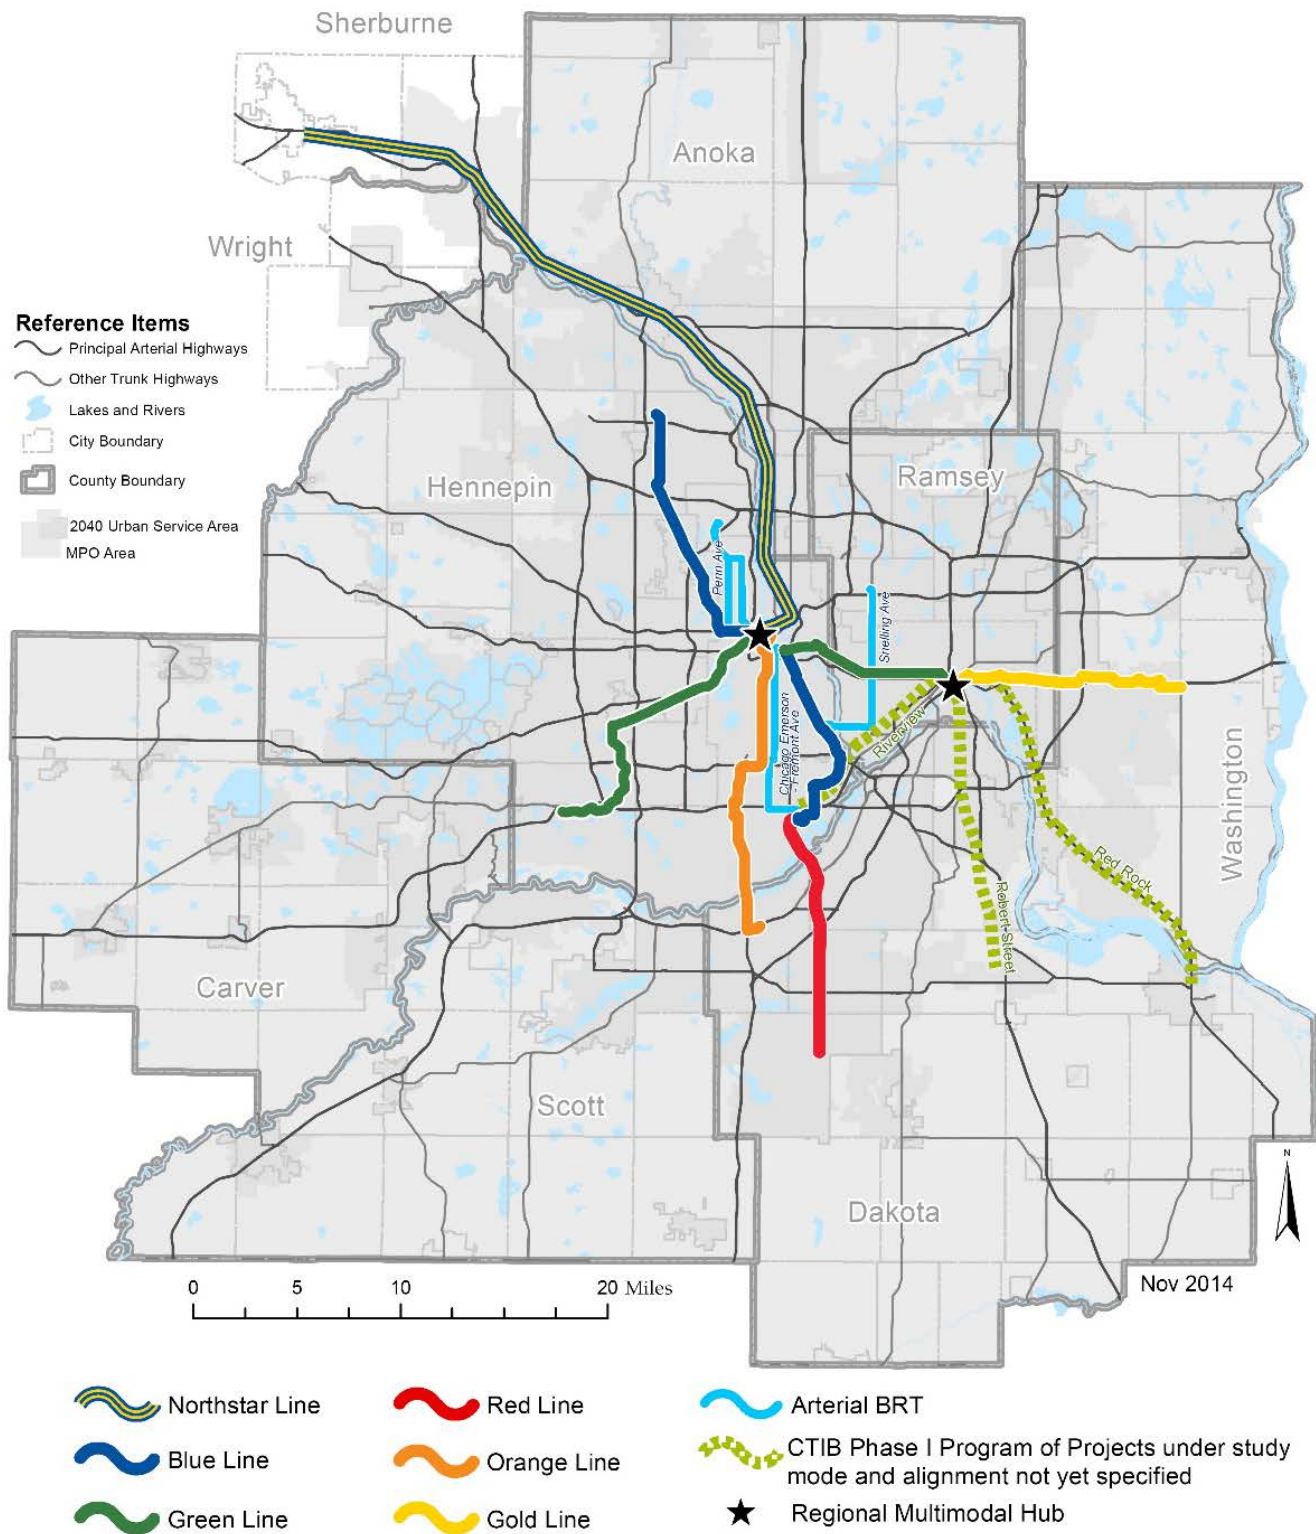 Sherburne
Anoka
Wright
Reference Items
Principal Arterial Highways
Other Trunk Highways
Lakes and Rivers
City Boundary
County Boundary
2040 Urban Service Area
MPO Area
Hennepin
Ramsey
Penn Ave
Snelling Ave
Chicago Emerson
- Fremont Ave
Riverview
Washington
Red Rock
Robert Street
Carver
Scott
Dakota
N
Nov 2014
0 5 10 20 Miles
Northstar Line
Blue Line
Green Line
Red Line
Orange Line
Gold Line
Arterial BRT
CTIB Phase I Program of Projects under study
mode and alignment not yet specified
Regional Multimodal Hub